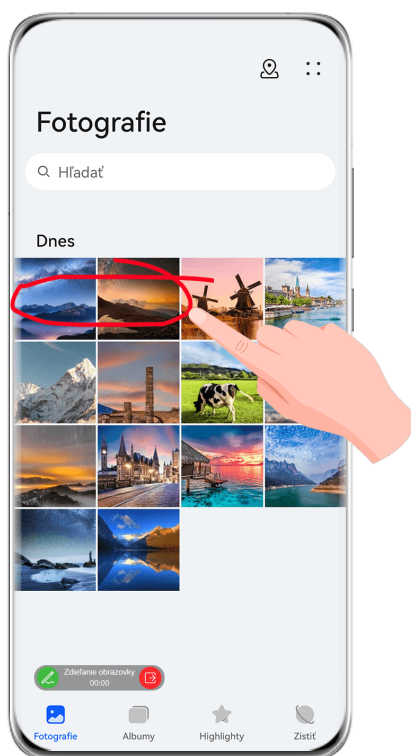 Fotografie
Hľadať
Dnes
Zdieľanie obrazovky
00:00
Fotografie
Albumy
Highlighty
Zistiť